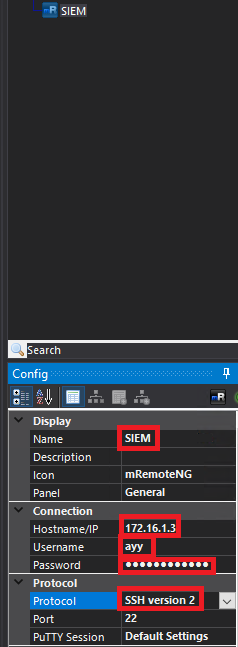 SIEM
Search
Config
Display
Name SIEM
Description
Icon mRemoteNG
Panel General
Connection
Hostname/IP 172.16.1.3
Username ayy
Password ●●●●●●●●●●●●
Protocol
Protocol SSH version 2
Port 22
PuTTY Session Default Settings